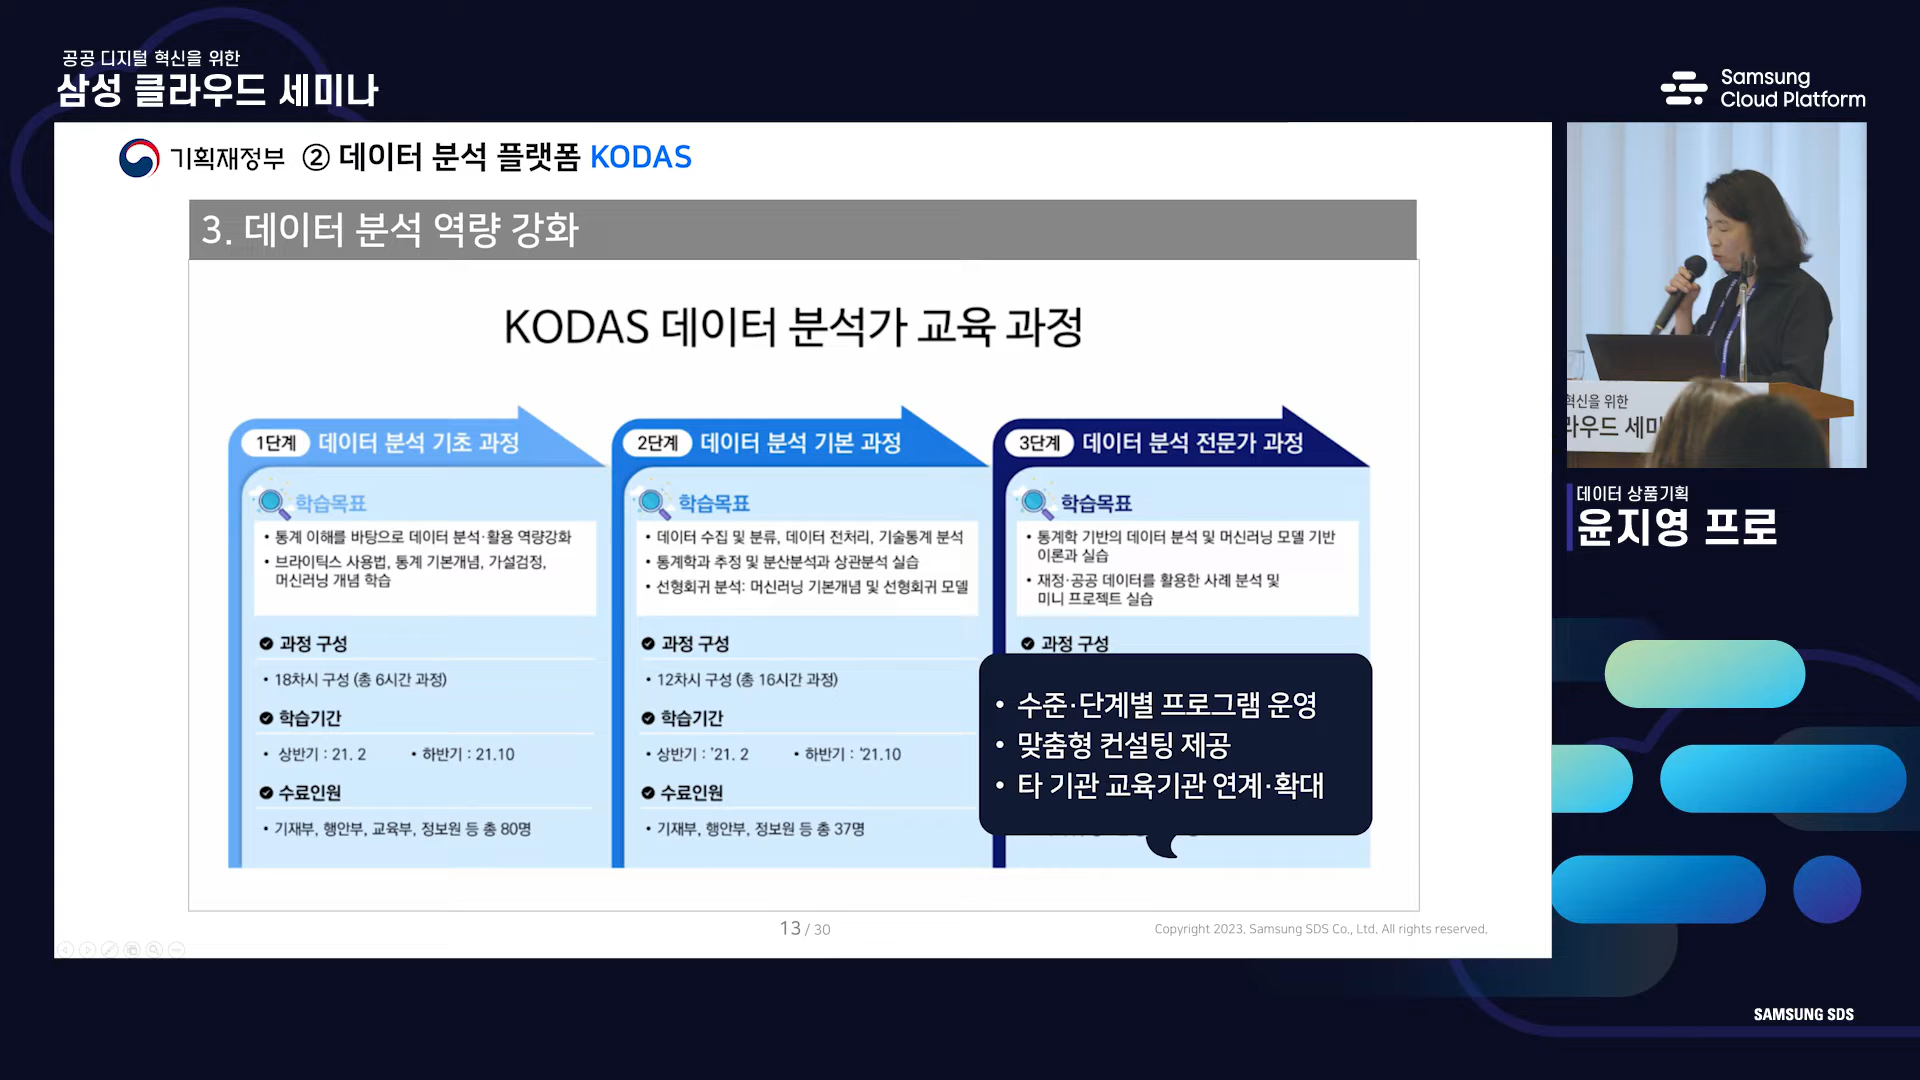 공공 디지털 혁신을 위한
삼성 클라우드 세미나
Samsung
Cloud Platform
기획재정부 ② 데이터 분석 플랫폼 KODAS
3. 데이터 분석 역량 강화
KODAS 데이터 분석가 교육 과정
1단계 데이터 분석 기초 과정
학습목표
• 통계 이해를 바탕으로 데이터 분석·활용 역량강화
• 브라이틱스 사용법, 통계 기본개념, 가설검정,
머신러닝 개념 학습
과정 구성
• 18차시 구성 (총 6시간 과정)
학습기간
• 상반기 : 21. 2 • 하반기 : 21.10
수료인원
• 기재부, 행안부, 교육부, 정보원 등 총 80명
2단계 데이터 분석 기본 과정
학습목표
• 데이터 수집 및 분류, 데이터 전처리, 기술통계 분석
• 통계학과 추정 및 분산분석과 상관분석 실습
• 선형회귀 분석: 머신러닝 기본개념 및 선형회귀 모델
과정 구성
• 12차시 구성 (총 16시간 과정)
학습기간
• 상반기 : '21. 2 • 하반기 : '21.10
수료인원
• 기재부, 행안부, 정보원 등 총 37명
3단계 데이터 분석 전문가 과정
학습목표
• 통계학 기반의 데이터 분석 및 머신러닝 모델 기반
이론과 실습
• 재정·공공 데이터를 활용한 사례 분석 및
미니 프로젝트 실습
과정 구성
• 수준·단계별 프로그램 운영
• 맞춤형 컨설팅 제공
• 타 기관 교육기관 연계·확대
13 / 30
Copyright 2023. Samsung SDS Co., Ltd. All rights reserved.
혁신을 위한
라우드 세미
데이터 상품기획
윤지영 프로
SAMSUNG SDS